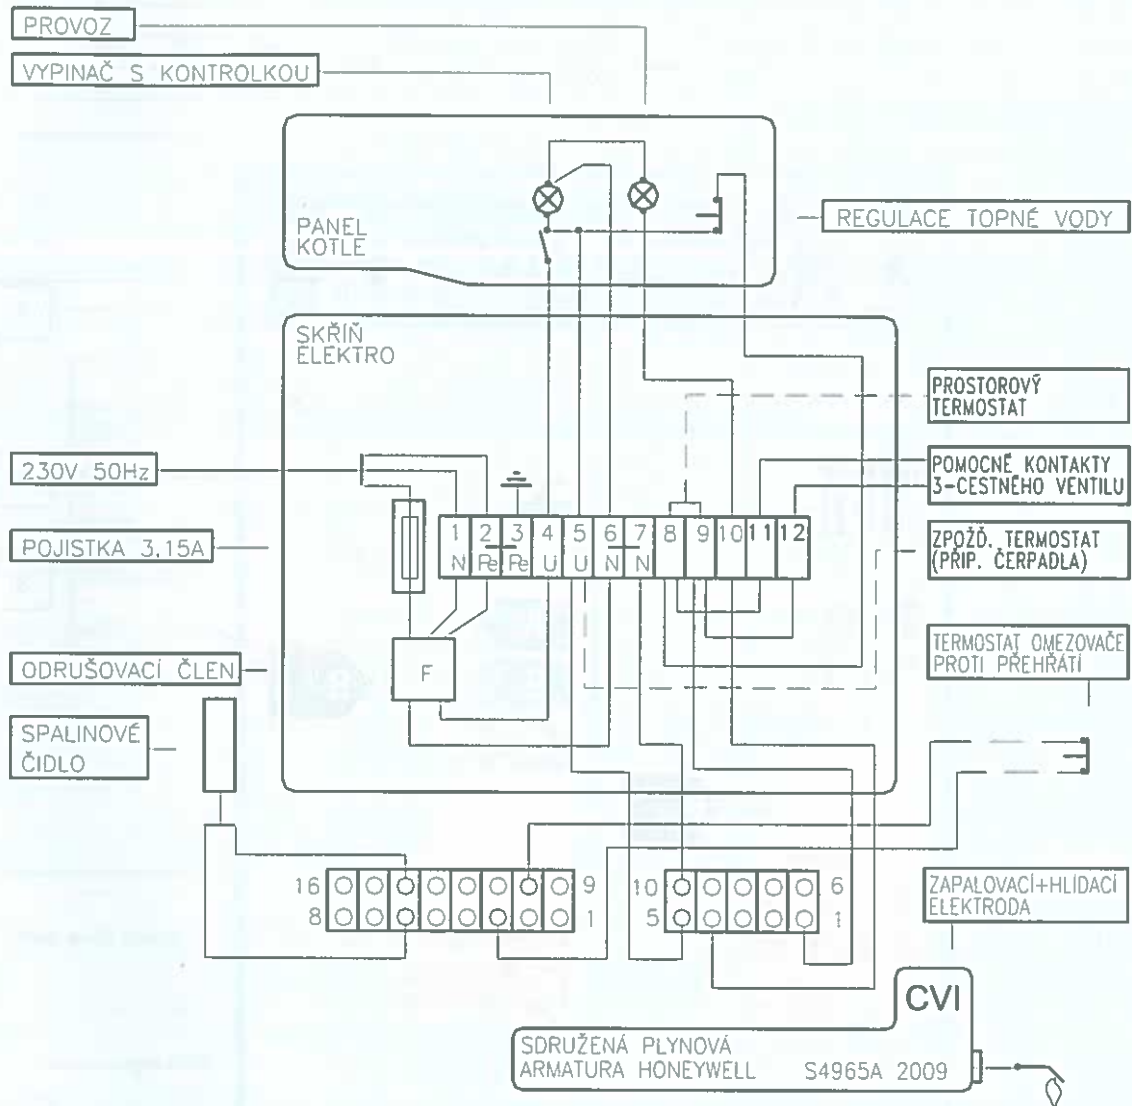 PROVOZ
VYPINAČ S KONTROLKOU
PANEL
KOTLE
REGULACE TOPNÉ VODY
SKŘÍŇ
ELEKTRO
PROSTOROVÝ
TERMOSTAT
230V 50Hz
POMOCNÉ KONTAKTY
3-CESTNÉHO VENTILU
1 2 3 4 5 6 7 8 9 10 11 12
N Pe Pe U U N N
POJISTKA 3,15A
ZPOŽĎ. TERMOSTAT
(PŘIP. ČERPADLA)
ODRUŠOVACÍ ČLEN
F
TERMOSTAT OMEZOVAČE
PROTI PŘEHŘÁTÍ
SPALINOVÉ
ČIDLO
16 9
8 1
10 6
5 1
ZAPALOVACÍ+HLÍDACÍ
ELEKTRODA
CVI
SDRUŽENÁ PLYNOVÁ
ARMATURA HONEYWELL S4965A 2009